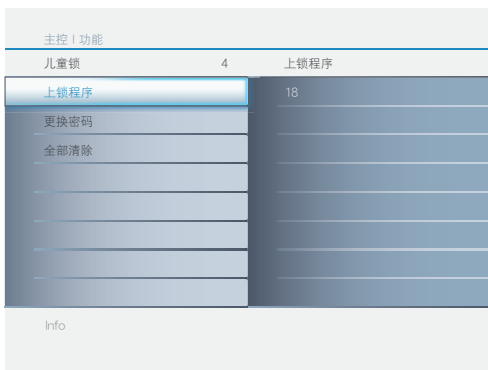 主控 | 功能
儿童锁 4 上锁程序
上锁程序 18
更换密码
全部清除
Info